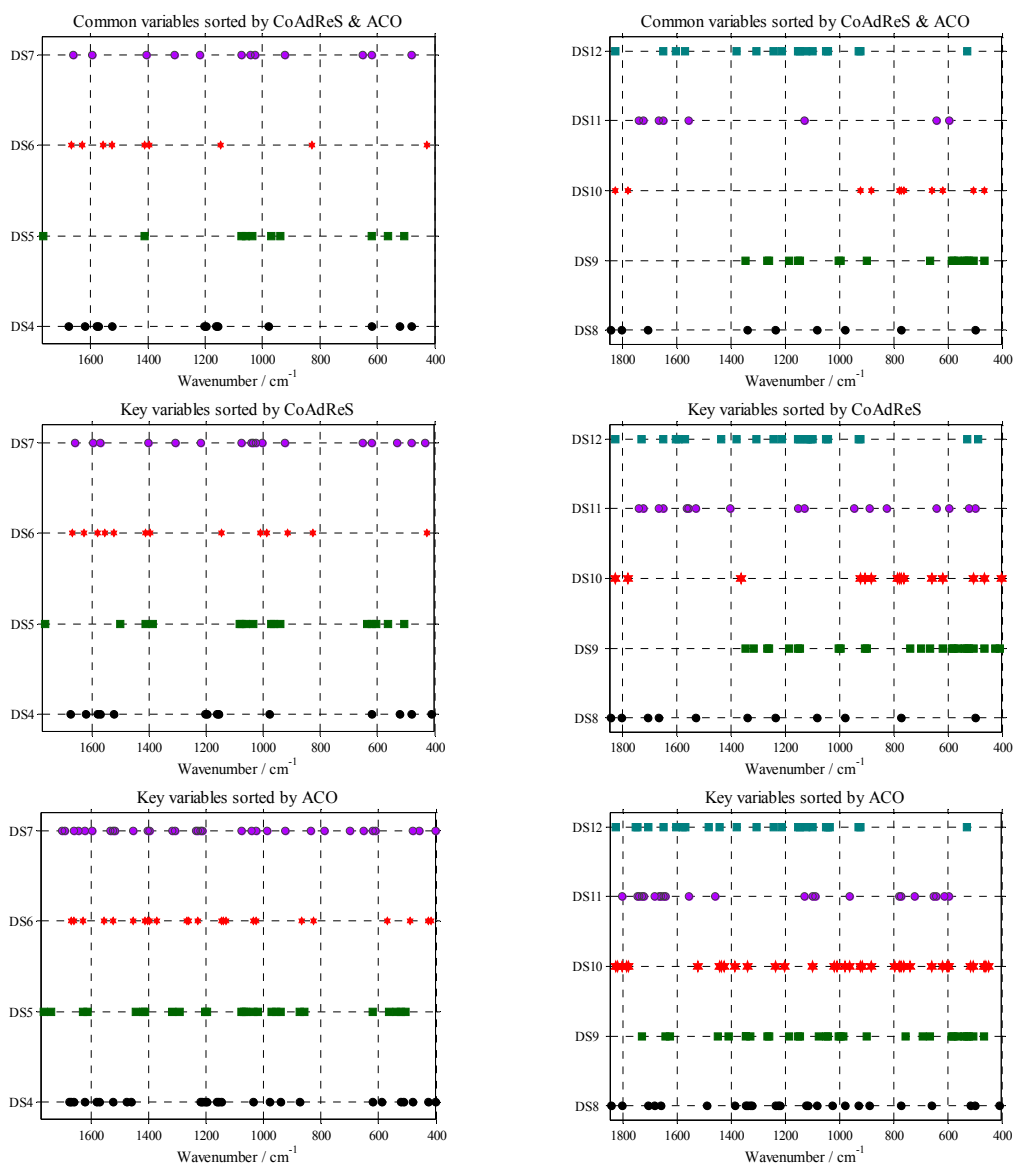 Common variables sorted by CoAdReS & ACO
DS7
DS6
DS5
DS4
1600 1400 1200 1000 800 600 400
Wavenumber / cm⁻¹
Common variables sorted by CoAdReS & ACO
DS12
DS11
DS10
DS9
DS8
1800 1600 1400 1200 1000 800 600 400
Wavenumber / cm⁻¹
Key variables sorted by CoAdReS
DS7
DS6
DS5
DS4
1600 1400 1200 1000 800 600 400
Wavenumber / cm⁻¹
Key variables sorted by CoAdReS
DS12
DS11
DS10
DS9
DS8
1800 1600 1400 1200 1000 800 600 400
Wavenumber / cm⁻¹
Key variables sorted by ACO
DS7
DS6
DS5
DS4
1600 1400 1200 1000 800 600 400
Wavenumber / cm⁻¹
Key variables sorted by ACO
DS12
DS11
DS10
DS9
DS8
1800 1600 1400 1200 1000 800 600 400
Wavenumber / cm⁻¹